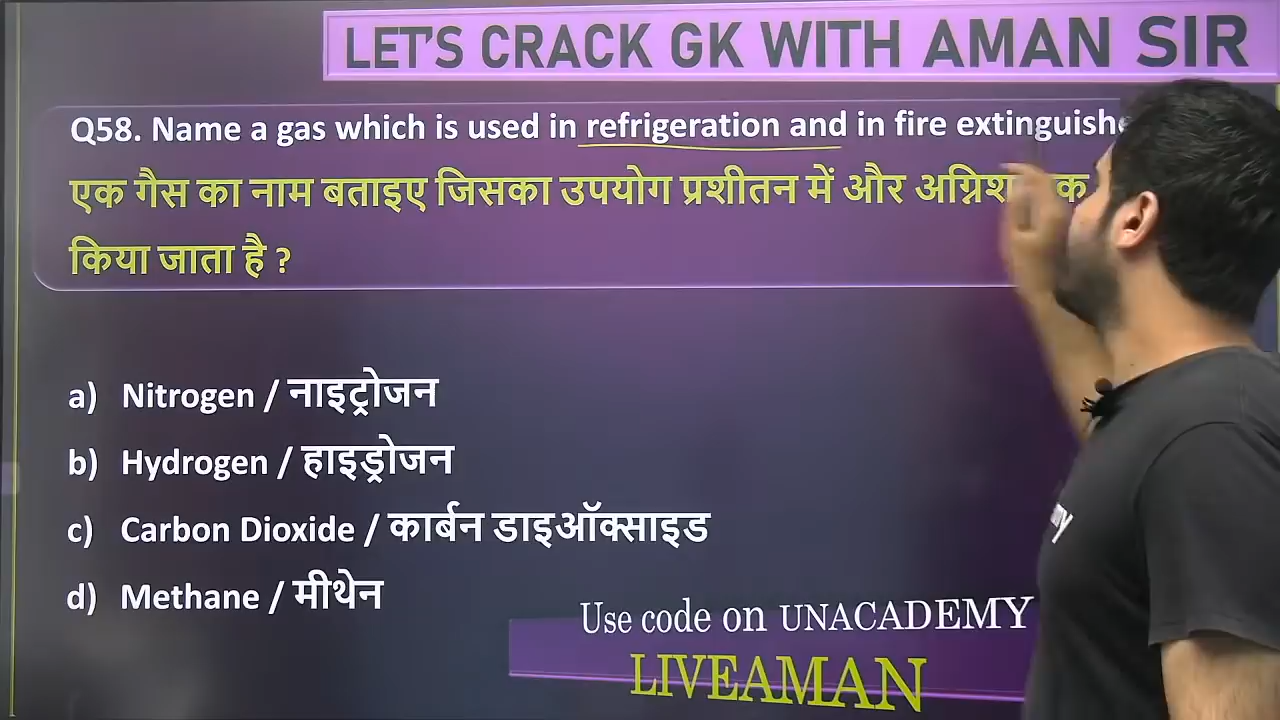 LET'S CRACK GK WITH AMAN SIR
Q58. Name a gas which is used in refrigeration and in fire
एक गैस का नाम बताइए जिसका उपयोग प्रशीतन में और
किया जाता है ?
a) Nitrogen / नाइट्रोजन
b) Hydrogen / हाइड्रोजन
c) Carbon Dioxide / कार्बन डाइऑक्साइड
d) Methane / मीथेन
Use code on UNACADEMY
LIVEAMAN